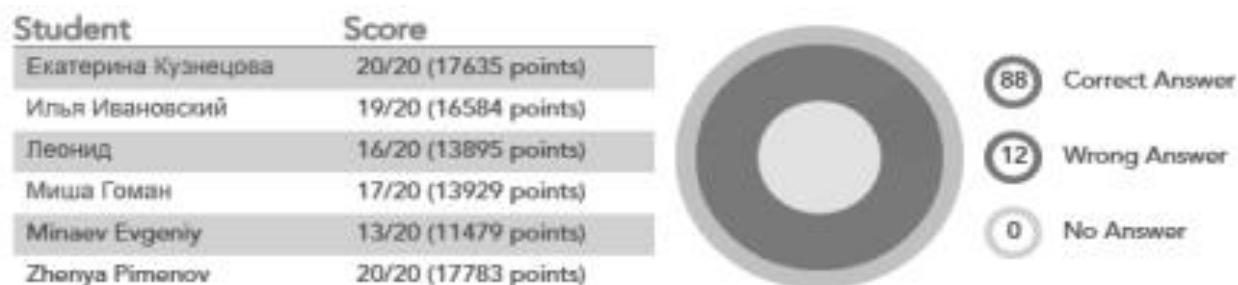 Student Score
Екатерина Кузнецова 20/20 (17635 points)
Илья Ивановский 19/20 (16584 points)
Леонид 16/20 (13895 points)
Миша Гоман 17/20 (13929 points)
Minaev Evgeniy 13/20 (11479 points)
Zhenya Pimenov 20/20 (17783 points)
88 Correct Answer
12 Wrong Answer
0 No Answer